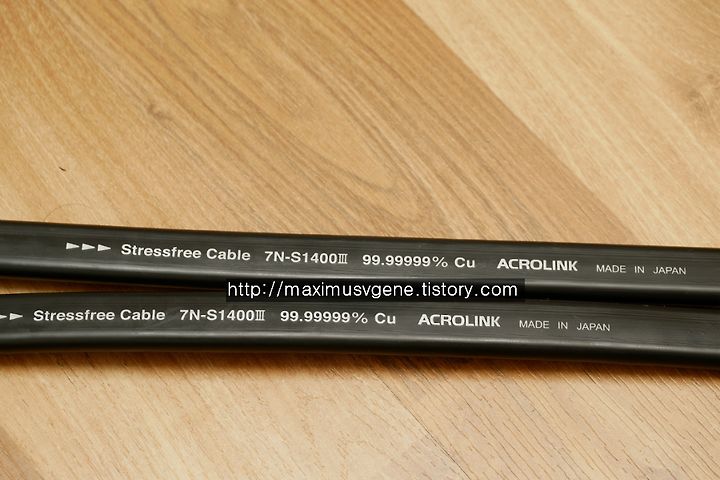 ►►► Stressfree Cable 7N-S1400Ⅲ 99.99999% Cu ACROLINK MADE IN JAPAN
http://maximusvgene.tistory.com
►► Stressfree Cable 7N-S1400Ⅲ 99.99999% Cu ACROLINK MADE IN JAPAN